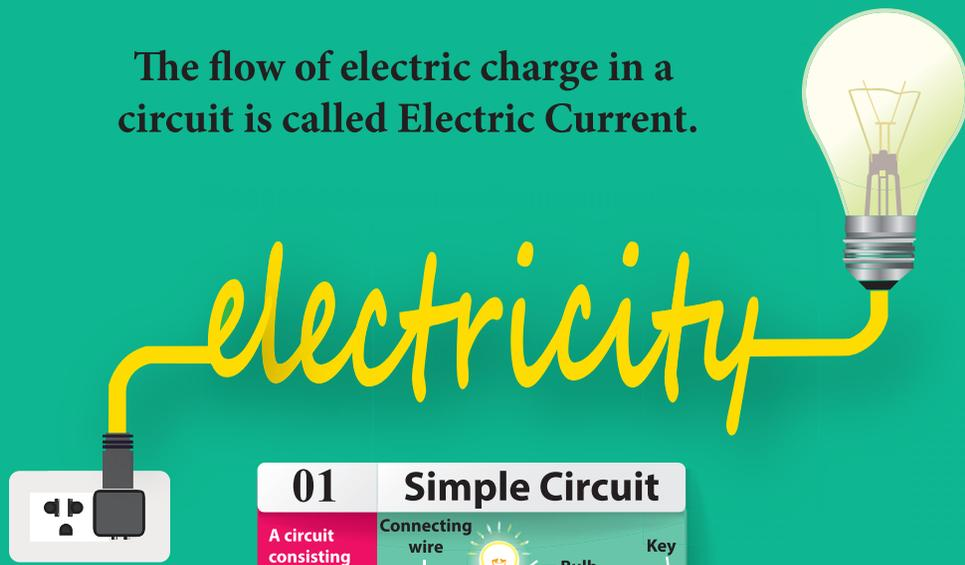 The flow of electric charge in a
circuit is called Electric Current.
electricity
01
Simple Circuit
A circuit
consisting
Connecting
wire
Bulb
Key